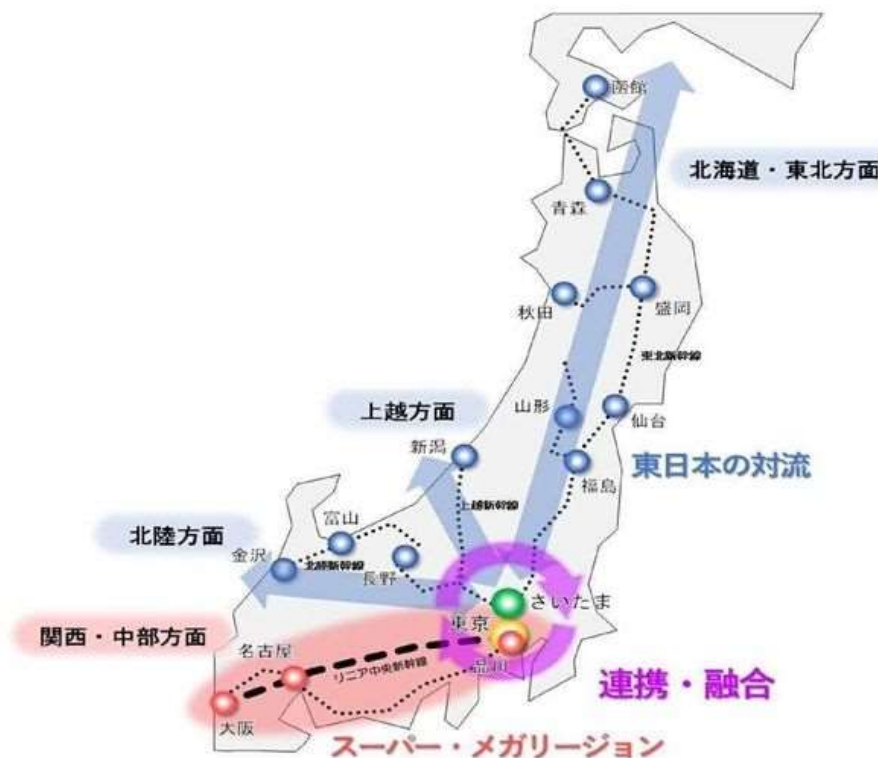 函館
北海道・東北方面
青森
秋田
盛岡
東北新幹線
上越方面
山形
仙台
新潟
東日本の対流
福島
上越新幹線
富山
北陸方面
金沢
北陸新幹線
長野
さいたま
東京
関西・中部方面
名古屋
品川
リニア中央新幹線
連携・融合
大阪
スーパー・メガリージョン